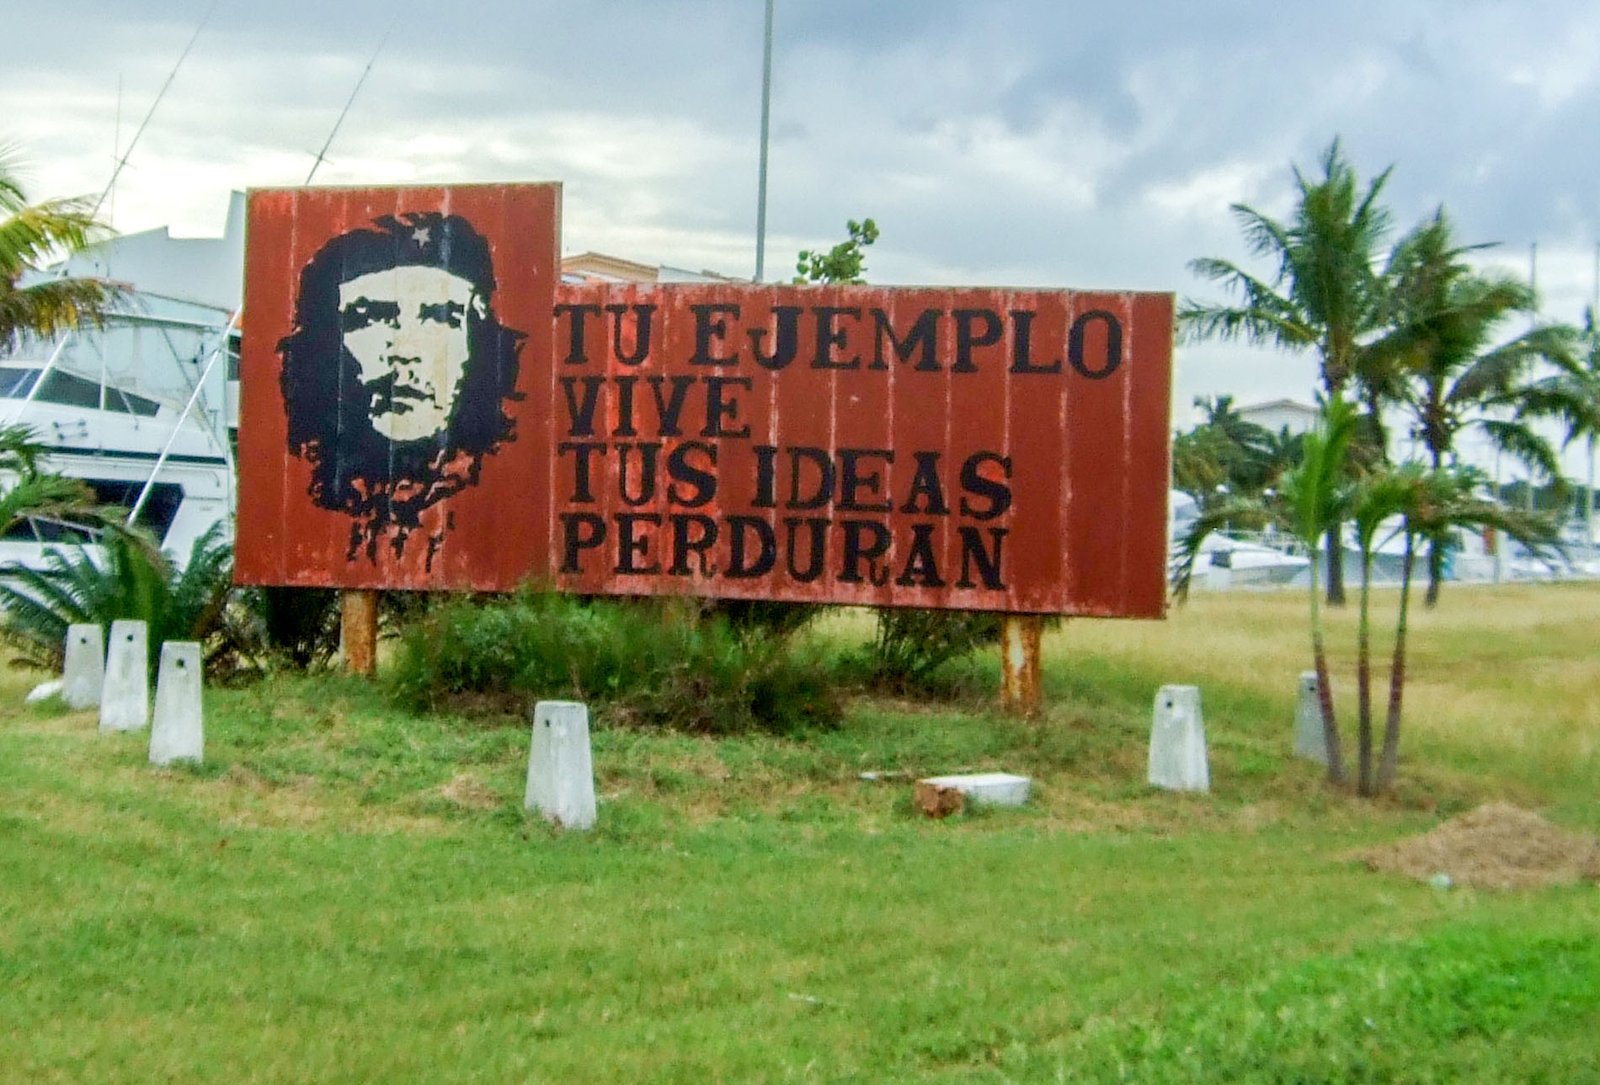 TU EJEMPLO
VIVE
TUS IDEAS
PERDURAN